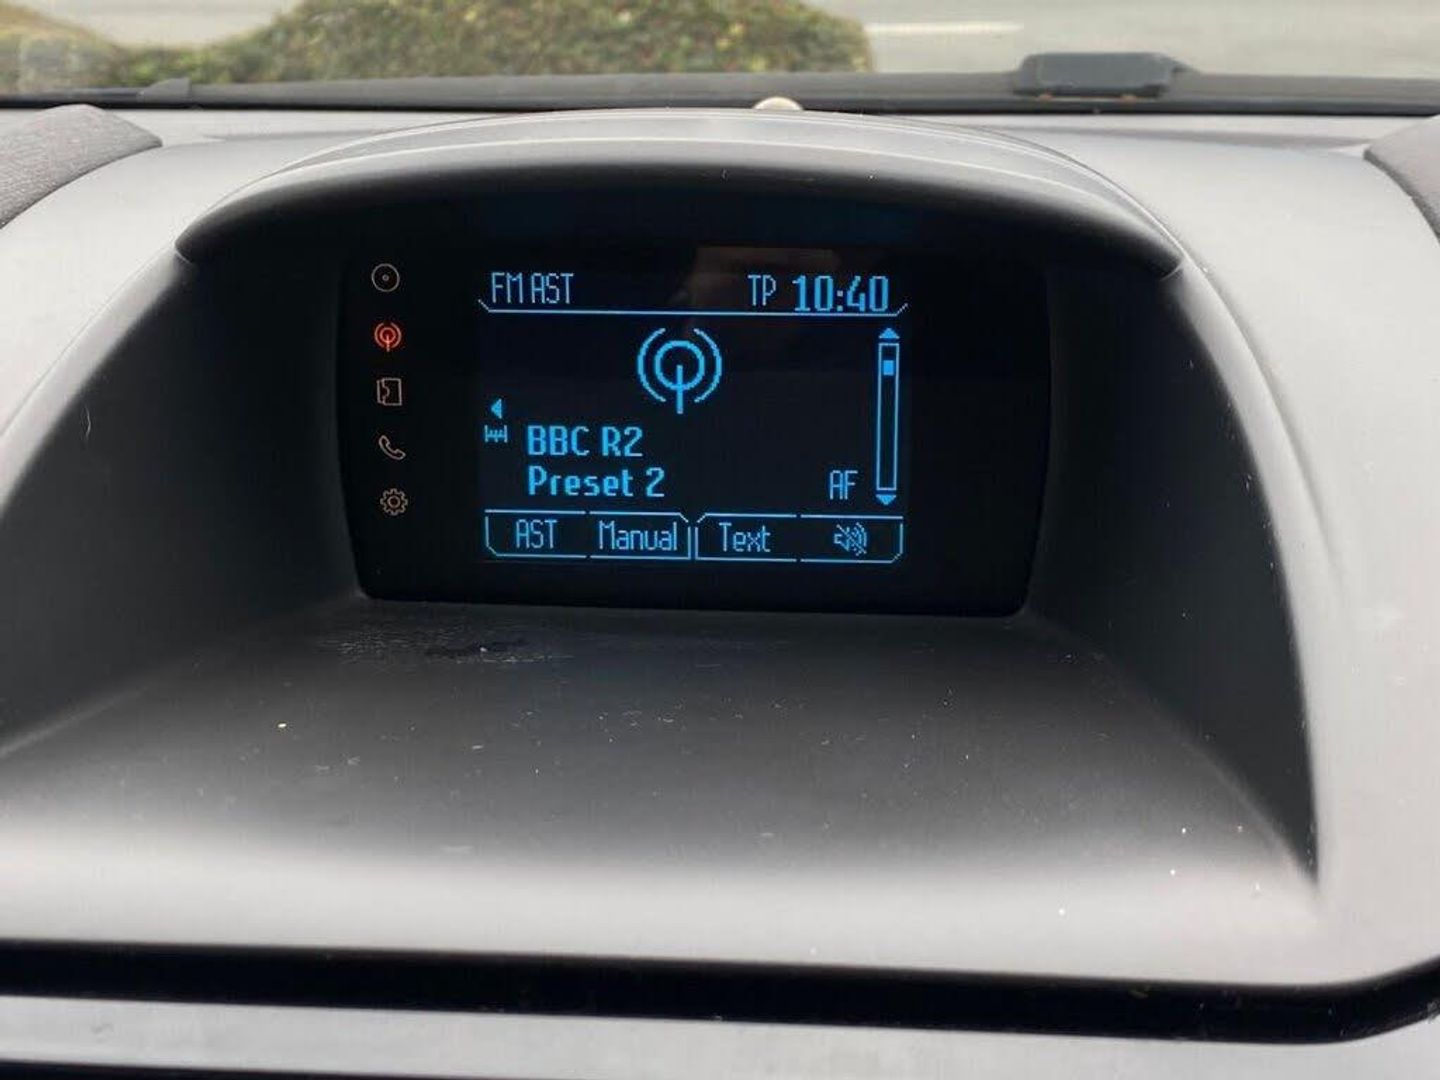 FM AST TP 10:40
BBC R2
Preset 2 AF
AST Manual Text